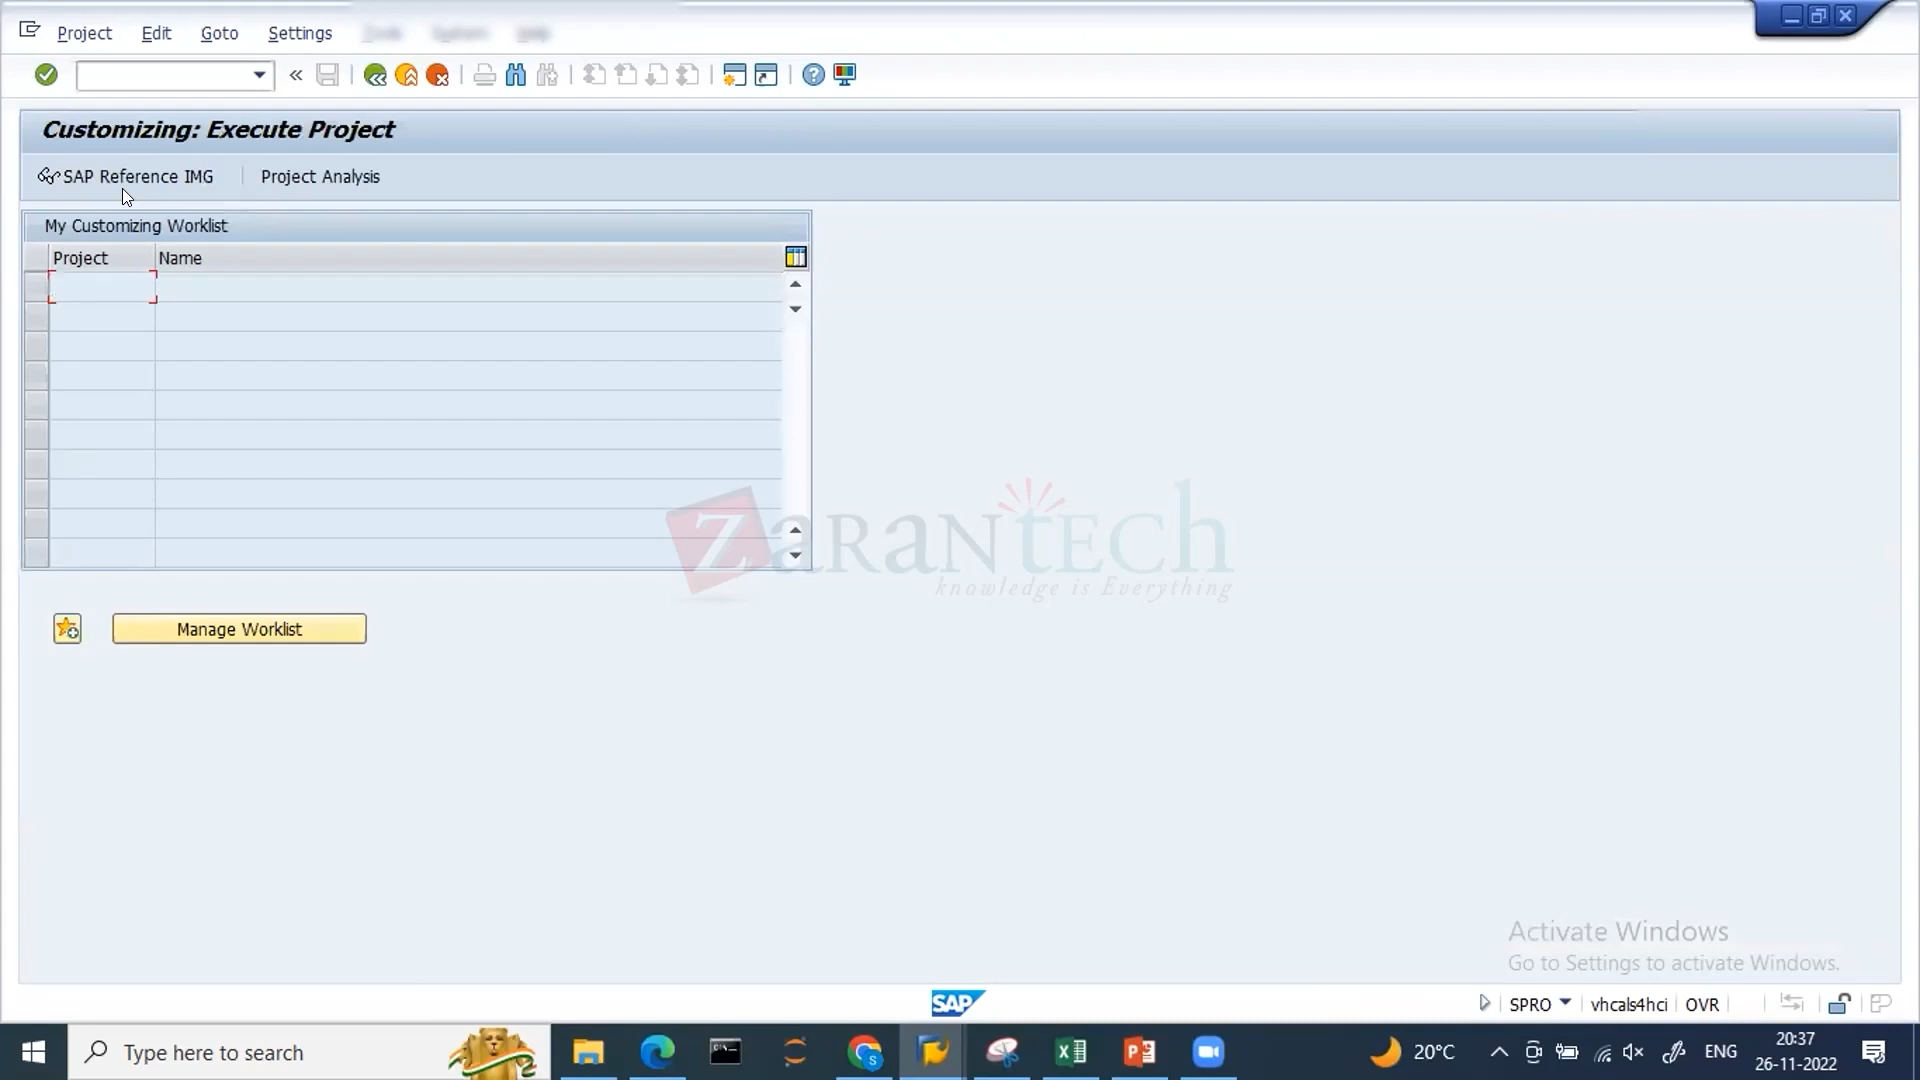 Project Edit Goto Settings
Customizing: Execute Project
SAP Reference IMG Project Analysis
My Customizing Worklist
Project Name
ZaranTech
knowledge is Everything
Manage Worklist
Activate Windows
Go to Settings to activate Windows.
SAP SPRO vhcals4hci OVR
Type here to search
20°C ENG 20:37
26-11-2022